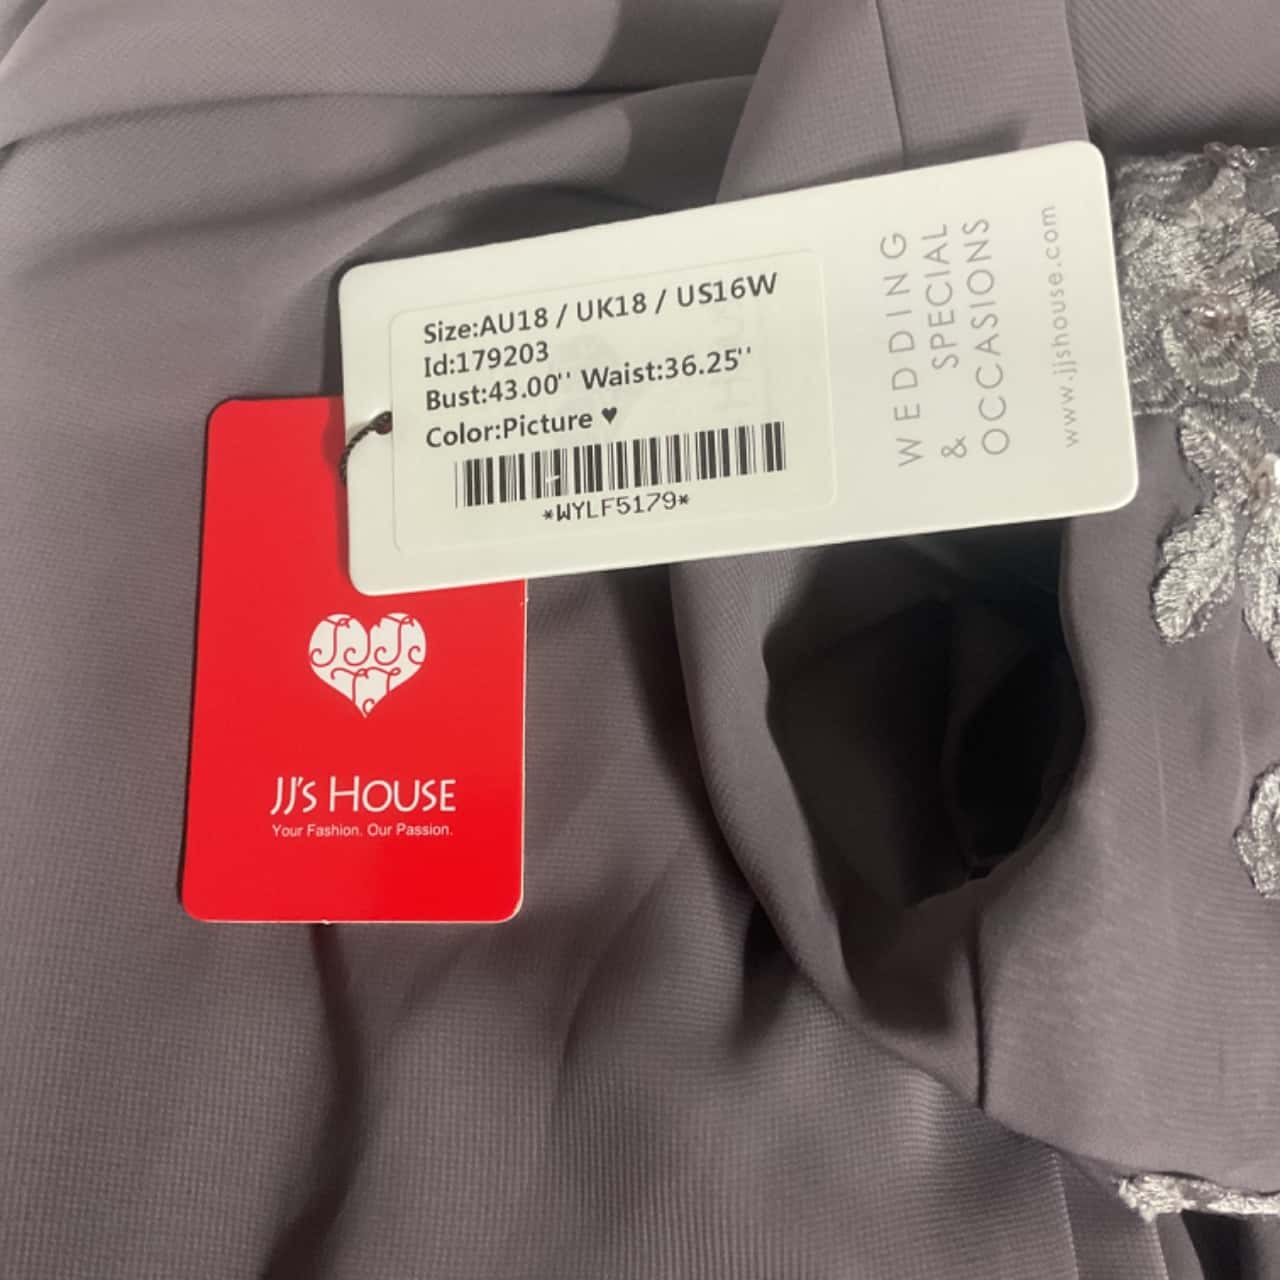 Size:AU18 / UK18 / US16W
Id:179203
Bust:43.00'' Waist:36.25''
Color:Picture ♥
*WYLF5179*
WEDDING
& SPECIAL
OCCASIONS
www.jjshouse.com
JJ's HOUSE
Your Fashion. Our Passion.